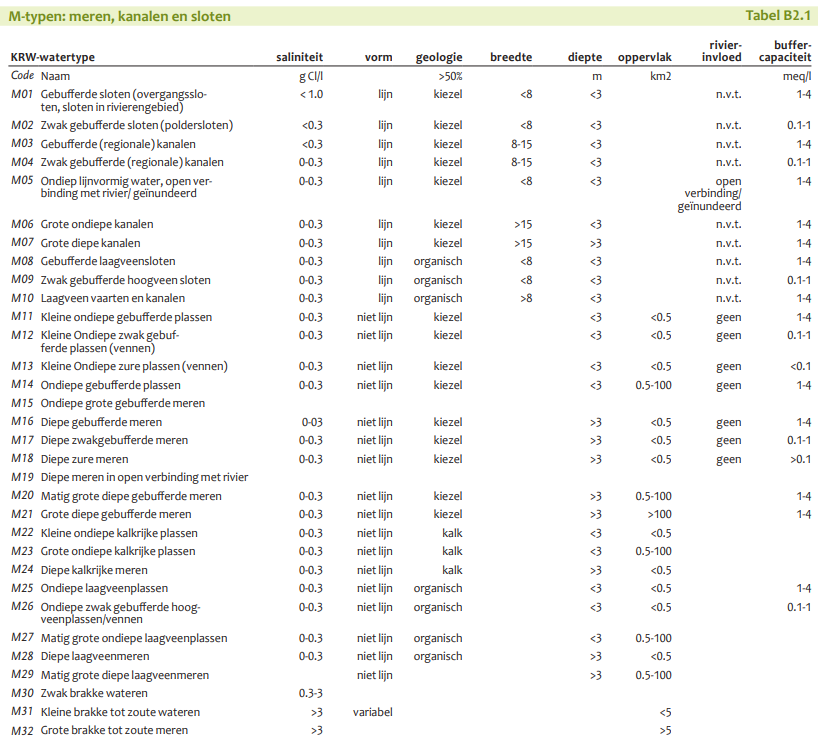 M-typen: meren, kanalen en sloten Tabel B2.1
rivier- buffer-
KRW-watertype saliniteit vorm geologie breedte diepte oppervlak invloed capaciteit
Code Naam g Cl/l >50% m km2 meq/l
M01 Gebufferde sloten (overgangsslo- < 1.0 lijn kiezel <8 <3 n.v.t. 1-4
ten, sloten in rivierengebied)
M02 Zwak gebufferde sloten (poldersloten) <0.3 lijn kiezel <8 <3 n.v.t. 0.1-1
M03 Gebufferde (regionale) kanalen <0.3 lijn kiezel 8-15 <3 n.v.t. 1-4
M04 Zwak gebufferde (regionale) kanalen 0-0.3 lijn kiezel 8-15 <3 n.v.t. 0.1-1
M05 Ondiep lijnvormig water, open ver- 0-0.3 lijn kiezel <8 <3 open 1-4
binding met rivier/ geïnundeerd verbinding/
geïnundeerd
M06 Grote ondiepe kanalen 0-0.3 lijn kiezel >15 <3 n.v.t. 1-4
M07 Grote diepe kanalen 0-0.3 lijn kiezel >15 >3 n.v.t. 1-4
M08 Gebufferde laagveensloten 0-0.3 lijn organisch <8 <3 n.v.t. 1-4
M09 Zwak gebufferde hoogveen sloten 0-0.3 lijn organisch <8 <3 n.v.t. 0.1-1
M10 Laagveen vaarten en kanalen 0-0.3 lijn organisch >8 <3 n.v.t. 1-4
M11 Kleine ondiepe gebufferde plassen 0-0.3 niet lijn kiezel <3 <0.5 geen 1-4
M12 Kleine Ondiepe zwak gebuf- 0-0.3 niet lijn kiezel <3 <0.5 geen 0.1-1
ferde plassen (vennen)
M13 Kleine Ondiepe zure plassen (vennen) 0-0.3 niet lijn kiezel <3 <0.5 geen <0.1
M14 Ondiepe gebufferde plassen 0-0.3 niet lijn kiezel <3 0.5-100 geen 1-4
M15 Ondiepe grote gebufferde meren
M16 Diepe gebufferde meren 0-03 niet lijn kiezel >3 <0.5 geen 1-4
M17 Diepe zwakgebufferde meren 0-0.3 niet lijn kiezel >3 <0.5 geen 0.1-1
M18 Diepe zure meren 0-0.3 niet lijn kiezel >3 <0.5 geen >0.1
M19 Diepe meren in open verbinding met rivier
M20 Matig grote diepe gebufferde meren 0-0.3 niet lijn kiezel >3 0.5-100 1-4
M21 Grote diepe gebufferde meren 0-0.3 niet lijn kiezel >3 >100 1-4
M22 Kleine ondiepe kalkrijke plassen 0-0.3 niet lijn kalk <3 <0.5
M23 Grote ondiepe kalkrijke plassen 0-0.3 niet lijn kalk <3 0.5-100
M24 Diepe kalkrijke meren 0-0.3 niet lijn kalk >3 <0.5
M25 Ondiepe laagveenplassen 0-0.3 niet lijn organisch <3 <0.5 1-4
M26 Ondiepe zwak gebufferde hoog- 0-0.3 niet lijn organisch <3 <0.5 0.1-1
veenplassen/vennen
M27 Matig grote ondiepe laagveenplassen 0-0.3 niet lijn organisch <3 0.5-100
M28 Diepe laagveenmeren 0-0.3 niet lijn organisch >3 <0.5
M29 Matig grote diepe laagveenmeren niet lijn >3 0.5-100
M30 Zwak brakke wateren 0.3-3
M31 Kleine brakke tot zoute wateren >3 variabel <5
M32 Grote brakke tot zoute meren >3 >5